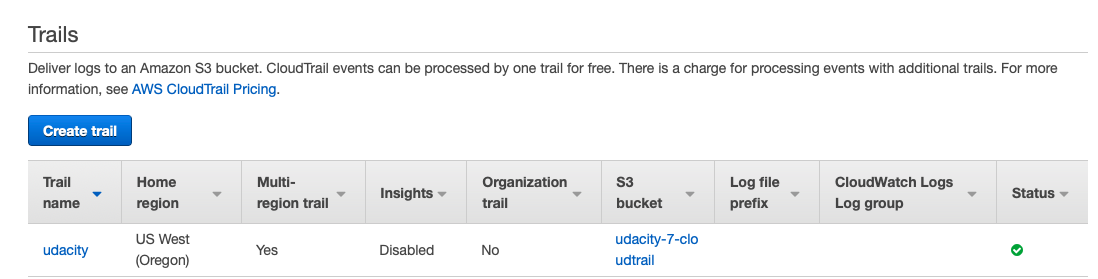 Trails
Deliver logs to an Amazon S3 bucket. CloudTrail events can be processed by one trail for free. There is a charge for processing events with additional trails. For more
information, see AWS CloudTrail Pricing.
Create trail
Trail
name
Home
region
Multi-
region trail
Insights
Organization
trail
S3
bucket
Log file
prefix
CloudWatch Logs
Log group
Status
udacity
US West
(Oregon)
Yes
Disabled
No
udacity-7-clo
udtrail